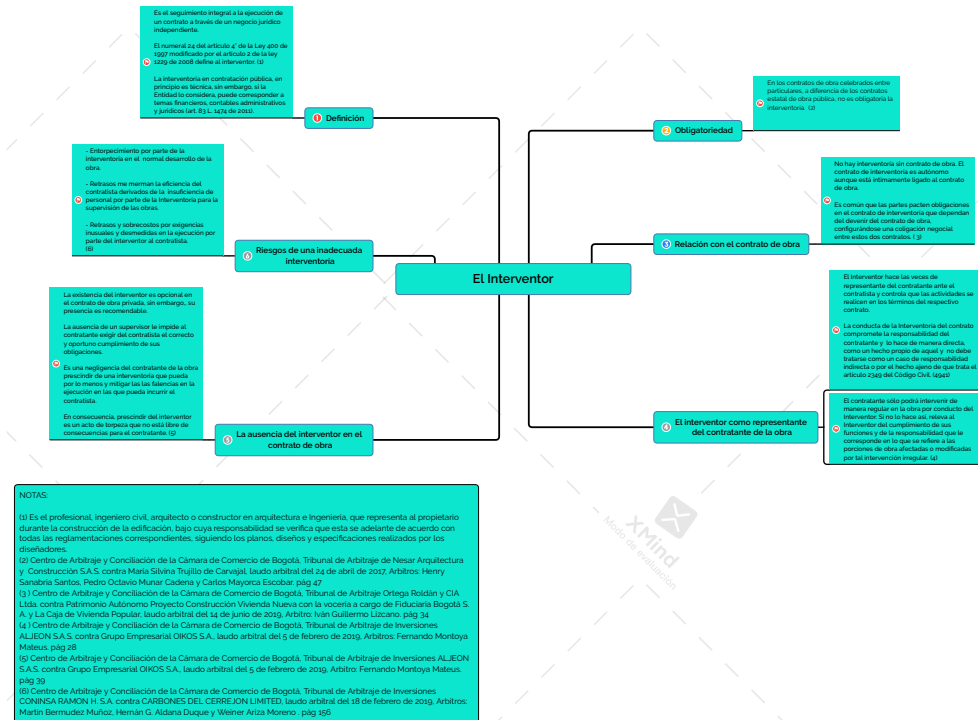 Es el seguimiento integral a la ejecución de
un contrato a través de un negocio jurídico
independiente.
El numeral 24 del artículo 4° de la Ley 400 de
1997 modificado por el artículo 2 de la ley
1229 de 2008 define al interventor. (1)
La interventoría en contratación pública, en
principio es técnica, sin embargo, si la
Entidad lo considera, puede corresponder a
temas financieros, contables administrativos
y jurídicos (art. 83 L. 1474 de 2011).
1 Definición
- Entorpecimiento por parte de la
interventoría en el normal desarrollo de la
obra.
- Retrasos me merman la eficiencia del
contratista derivados de la insuficiencia de
personal por parte de la Interventoría para la
supervisión de las obras.
- Retrasos y sobrecostos por exigencias
inusuales y desmedidas en la ejecución por
parte del interventor al contratista.
(6)
6 Riesgos de una inadecuada
interventoría
La existencia del interventor es opcional en
el contrato de obra privada, sin embargo, su
presencia es recomendable.
La ausencia de un supervisor le impide al
contratante exigir del contratista el correcto
y oportuno cumplimiento de sus
obligaciones.
Es una negligencia del contratante de la obra
prescindir de una interventoría que pueda
por lo menos y mitigar las las falencias en la
ejecución en las que pueda incurrir el
contratista.
En consecuencia, prescindir del interventor
es un acto de torpeza que no está libre de
consecuencias para el contratante. (5)
5 La ausencia del interventor en el
contrato de obra
El Interventor
En los contratos de obra celebrados entre
particulares, a diferencia de los contratos
estatal de obra pública, no es obligatoria la
interventoría. (2)
2 Obligatoriedad
No hay interventoría sin contrato de obra. El
contrato de interventoría es autónomo
aunque está intimamente ligado al contrato
de obra.
Es común que las partes pacten obligaciones
en el contrato de interventoría que dependan
del devenir del contrato de obra,
configurándose una coligación negocial
entre estos dos contratos. ( 3)
3 Relación con el contrato de obra
El Interventor hace las veces de
representante del contratante ante el
contratista y controla que las actividades se
realicen en los términos del respectivo
contrato.
La conducta de la Interventoría del contrato
compromete la responsabilidad del
contratante y lo hace de manera directa,
como un hecho propio de aquel y no debe
tratarse como un caso de responsabilidad
indirecta o por el hecho ajeno de que trata el
artículo 2349 del Código Civil. (4941)
El contratante sólo podrá intervenir de
manera regular en la obra por conducto del
Interventor. Si no lo hace así, releva al
Interventor del cumplimiento de sus
funciones y de la responsabilidad que le
corresponde en lo que se refiere a las
porciones de obra afectadas o modificadas
por tal intervención irregular. (4)
4 El interventor como representante
del contratante de la obra
NOTAS:
(1) Es el profesional, ingeniero civil, arquitecto o constructor en arquitectura e Ingeniería, que representa al propietario
durante la construcción de la edificación, bajo cuya responsabilidad se verifica que esta se adelante de acuerdo con
todas las reglamentaciones correspondientes, siguiendo los planos, diseños y especificaciones realizados por los
diseñadores.
(2) Centro de Arbitraje y Conciliación de la Cámara de Comercio de Bogotá, Tribunal de Arbitraje de Nesar Arquitectura
y Construcción S.A.S. contra María Silvina Trujillo de Carvajal, laudo arbitral del 24 de abril de 2017, Arbitros: Henry
Sanabria Santos, Pedro Octavio Munar Cadena y Carlos Mayorca Escobar. pág 47
(3 ) Centro de Arbitraje y Conciliación de la Cámara de Comercio de Bogotá, Tribunal de Arbitraje Ortega Roldán y CIA
Ltda. contra Patrimonio Autónomo Proyecto Construcción Vivienda Nueva con la vocería a cargo de Fiduciaria Bogotá S.
A. y La Caja de Vivienda Popular, laudo arbitral del 14 de junio de 2019, Arbitro: Iván Guillermo Lizcano, pág 34
(4 ) Centro de Arbitraje y Conciliación de la Cámara de Comercio de Bogotá, Tribunal de Arbitraje de Inversiones
ALJEON S.A.S. contra Grupo Empresarial OIKOS S.A., laudo arbitral del 5 de febrero de 2019, Arbitros: Fernando Montoya
Mateus. pág 28
(5) Centro de Arbitraje y Conciliación de la Cámara de Comercio de Bogotá, Tribunal de Arbitraje de Inversiones ALJEON
S.A.S. contra Grupo Empresarial OIKOS S.A., laudo arbitral del 5 de febrero de 2019, Arbitro: Fernando Montoya Mateus.
pág 39
(6) Centro de Arbitraje y Conciliación de la Cámara de Comercio de Bogotá, Tribunal de Arbitraje de Inversiones
CONINSA RAMON H. S.A. contra CARBONES DEL CERREJON LIMITED, laudo arbitral del 18 de febrero de 2019, Arbitros:
Martín Bermudez Muñoz, Hernán G. Aldana Duque y Weiner Ariza Moreno . pág 156
XMind
Modo de evaluación